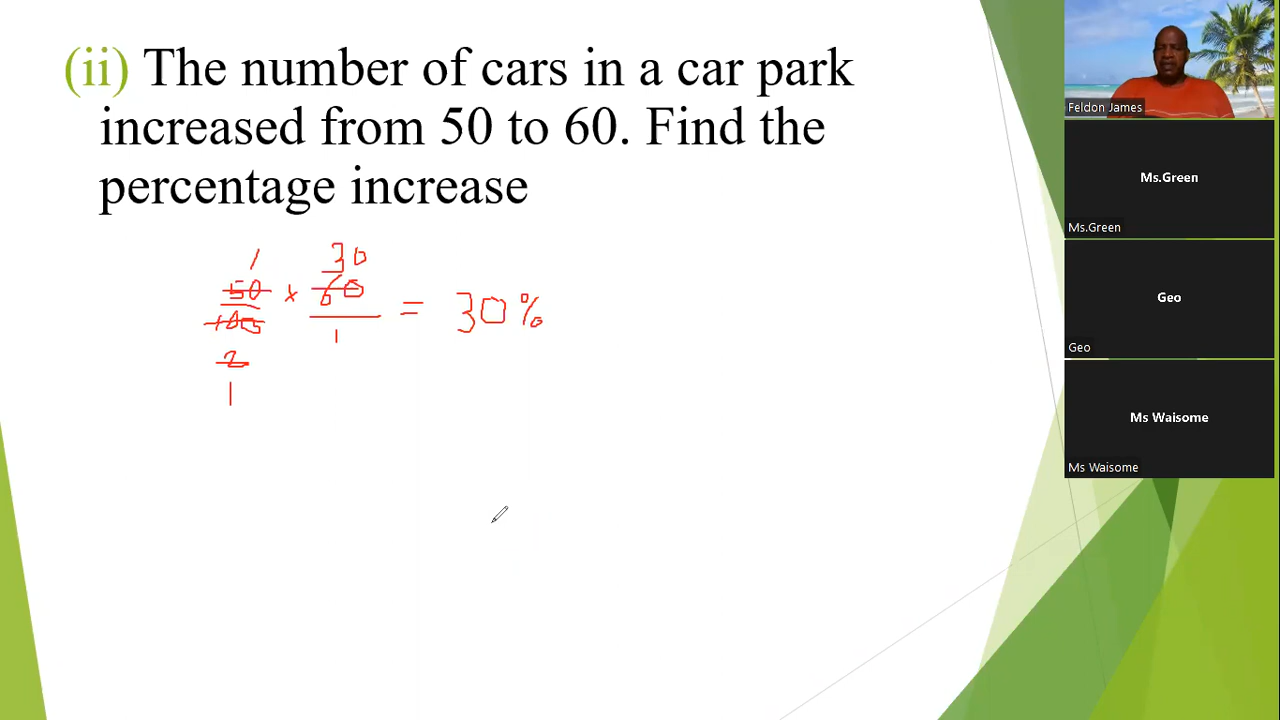 (ii) The number of cars in a car park
increased from 50 to 60. Find the
percentage increase
1 30
50 × 60 = 30%
100 1
2
1
Feldon James
Ms.Green
Ms.Green
Geo
Geo
Ms Waisome
Ms Waisome